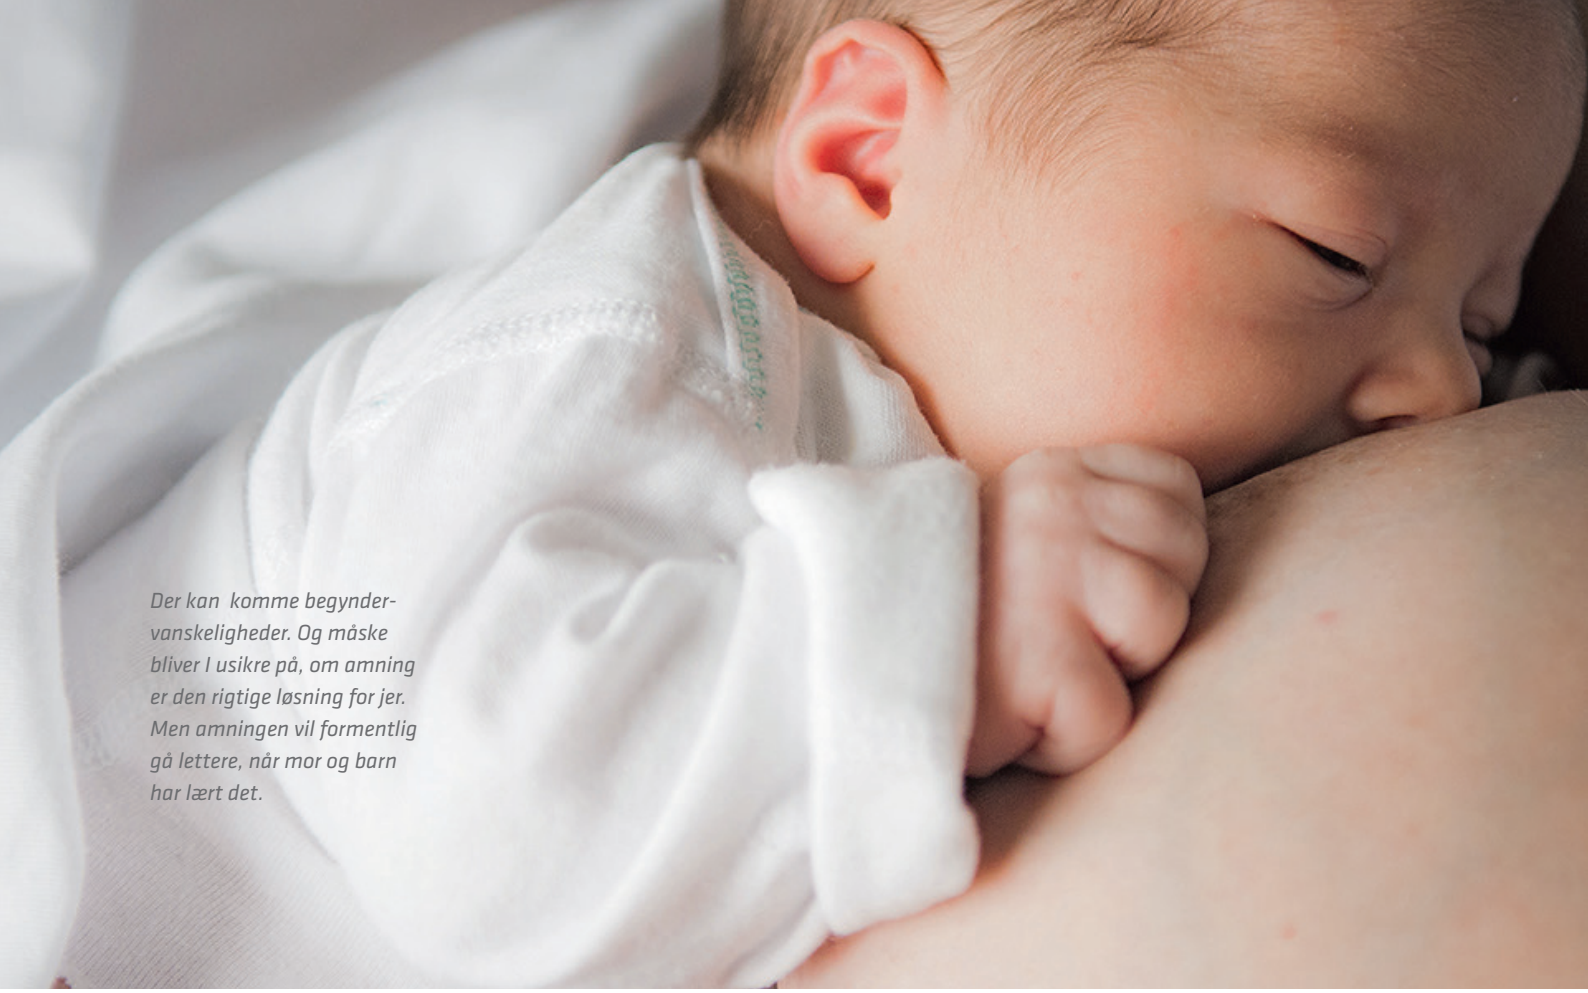 Der kan  komme begynder-
vanskeligheder. Og måske
bliver I usikre på, om amning
er den rigtige løsning for jer.
Men amningen vil formentlig
gå lettere, når mor og barn
har lært det.